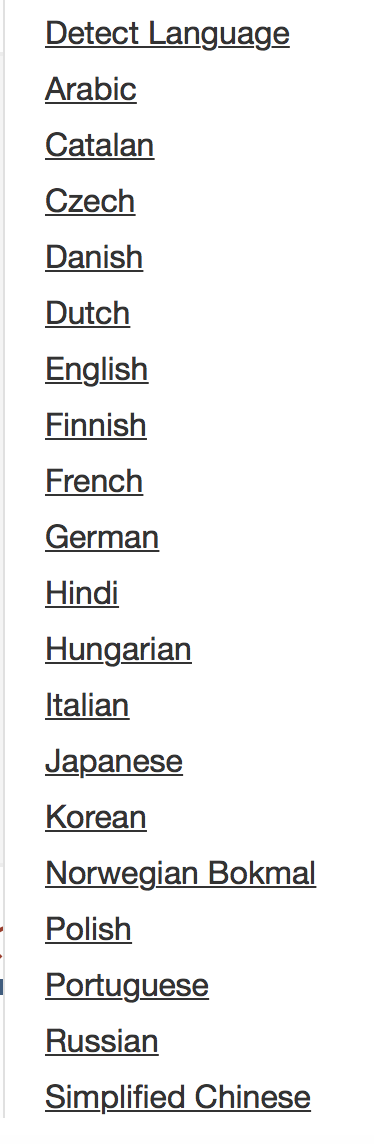 Detect Language
Arabic
Catalan
Czech
Danish
Dutch
English
Finnish
French
German
Hindi
Hungarian
Italian
Japanese
Korean
Norwegian Bokmal
Polish
Portuguese
Russian
Simplified Chinese